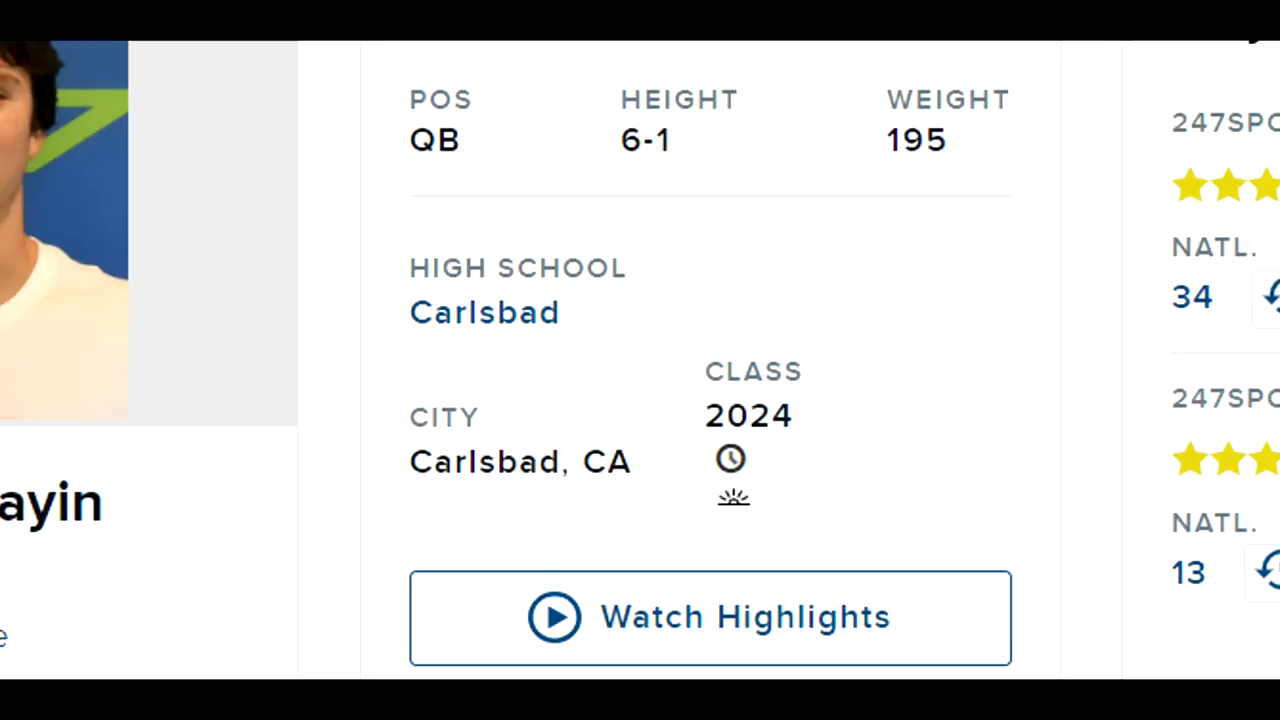 POS HEIGHT WEIGHT
QB 6-1 195
HIGH SCHOOL
Carlsbad
CLASS
2024
CITY
Carlsbad, CA
Watch Highlights
ayin
e
247SPO
NATL.
34
247SPO
NATL.
13